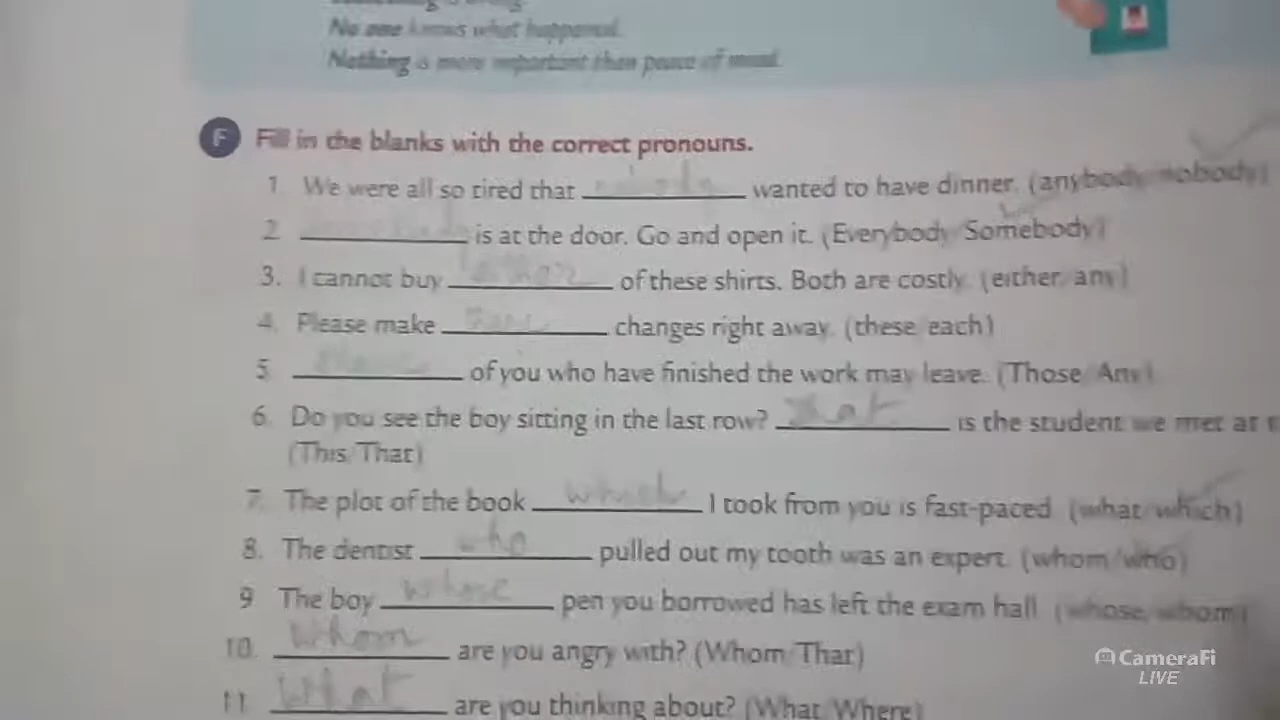 No one knows what happened.
Nothing is more important than peace of mind.
F Fill in the blanks with the correct pronouns.
1. We were all so tired that nobody wanted to have dinner. (anybody/nobody)
2. is at the door. Go and open it. (Everybody/Somebody)
3. I cannot buy either of these shirts. Both are costly. (either/any)
4. Please make changes right away. (these/each)
5. of you who have finished the work may leave. (Those/Any)
6. Do you see the boy sitting in the last row? That is the student we met at
(This/That)
7. The plot of the book which I took from you is fast-paced. (what/which)
8. The dentist who pulled out my tooth was an expert. (whom/who)
9 The boy whose pen you borrowed has left the exam hall. (whose/whom)
10. Whom are you angry with? (Whom/That)
11 What are you thinking about? (What/Where)
CameraFi
LIVE